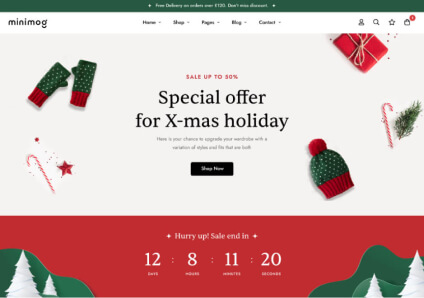 Free Delivery on orders over €120. Don't miss discount.
minimog
Home Shop Pages Blog Contact
SALE UP TO 50%
Special offer
for X-mas holiday
Here is your chance to upgrade your wardrobe with a
variation of styles and fits that are both
Shop Now
Hurry up! Sale end in
12 : 8 : 11 : 20
DAYS HOURS MINUTES SECONDS